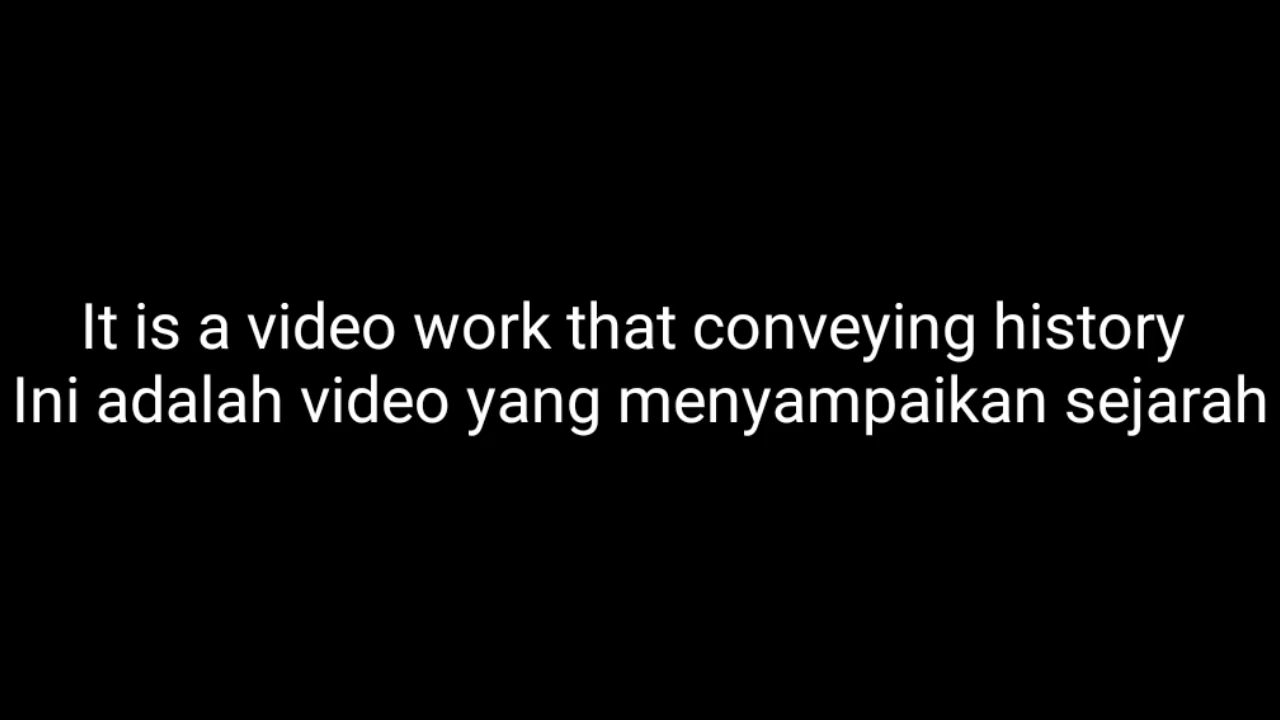 It is a video work that conveying history
Ini adalah video yang menyampaikan sejarah